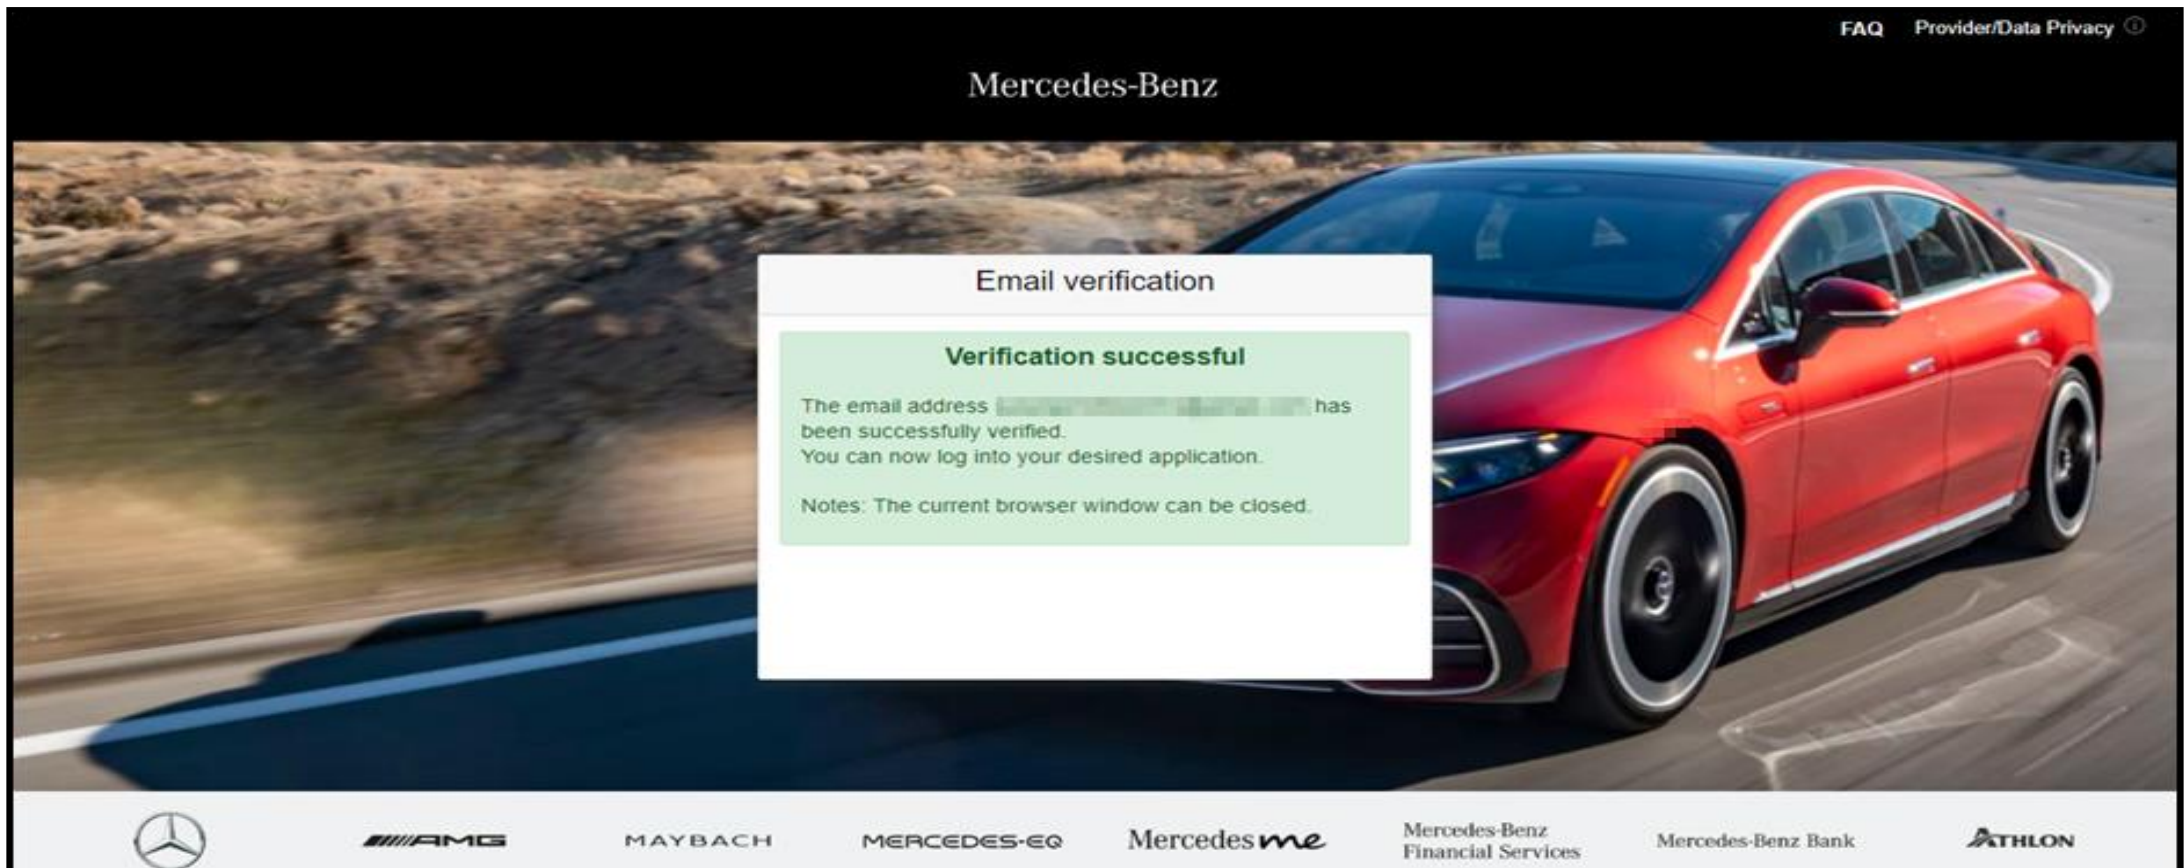 FAQ Provider/Data Privacy
Mercedes-Benz
Email verification
Verification successful
The email address has
been successfully verified.
You can now log into your desired application.
Notes: The current browser window can be closed.
AMG
MAYBACH
MERCEDES-EQ
Mercedes me
Mercedes-Benz
Financial Services
Mercedes-Benz Bank
ATHLON